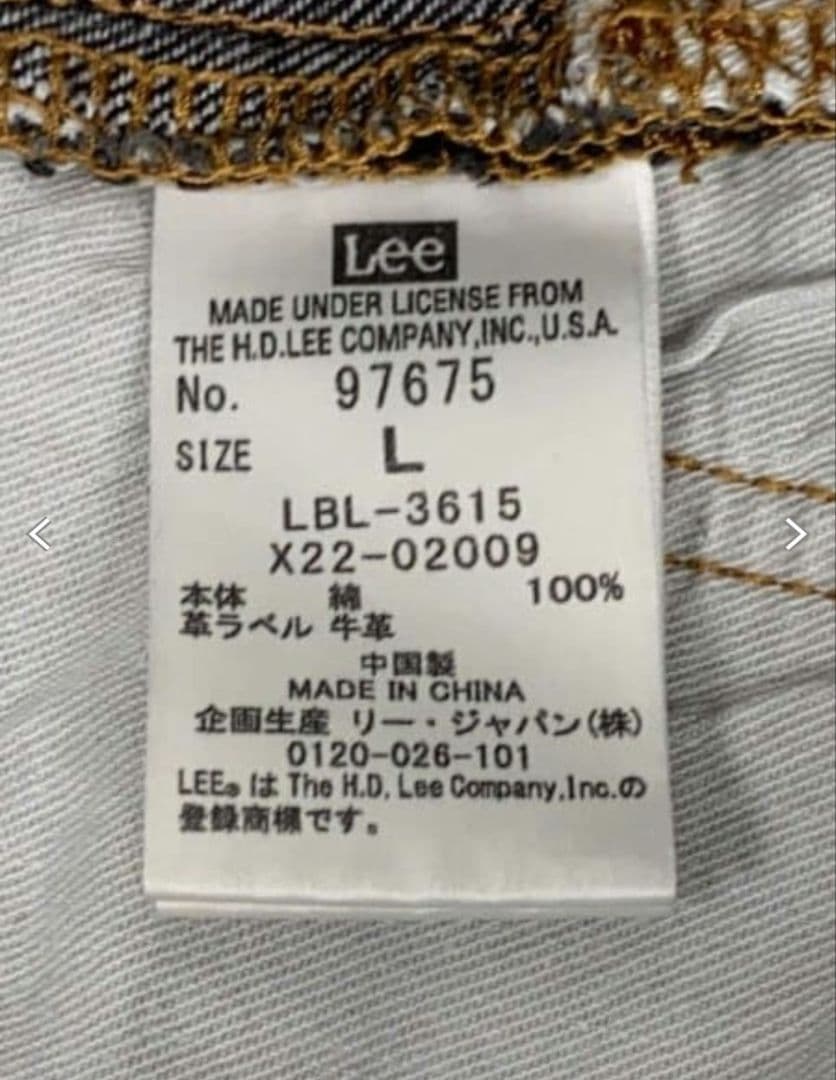 Lee
MADE UNDER LICENSE FROM
THE H.D.LEE COMPANY,INC.,U.S.A.
No. 97675
SIZE L
LBL-3615
X22-02009
本体 綿 100%
革ラベル 牛革
中国製
MADE IN CHINA
企画生産 リー・ジャパン(株)
0120-026-101
LEE®は The H.D. Lee Company,Inc.の
登録商標です。